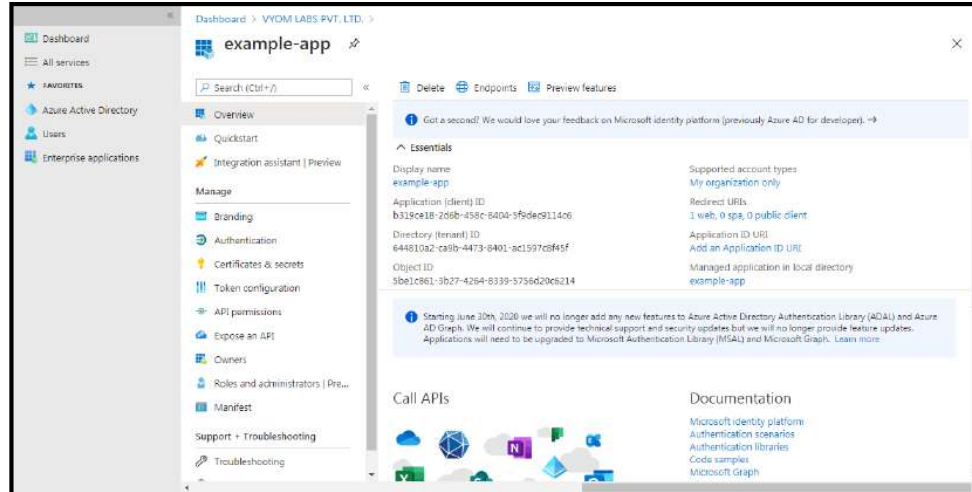 Dashboard > VYOM LABS PVT. LTD. >
Dashboard
All services
FAVORITES
Azure Active Directory
Users
Enterprise applications
example-app
Search (Ctrl+/)
Overview
Quickstart
Integration assistant | Preview
Manage
Branding
Authentication
Certificates & secrets
Token configuration
API permissions
Expose an API
Owners
Roles and administrators | Pre...
Manifest
Support + Troubleshooting
Troubleshooting
Delete
Endpoints
Preview features
Got a second? We would love your feedback on Microsoft identity platform (previously Azure AD for developer). →
Essentials
Display name
example-app
Application (client) ID
b319ce18-2d6b-458c-8404-5f9dec9114c6
Directory (tenant) ID
644810a2-ca9b-4473-8401-ac1597c8f45f
Object ID
5be1c861-3b27-4264-8339-5756d20c6214
Supported account types
My organization only
Redirect URIs
1 web, 0 spa, 0 public client
Application ID URI
Add an Application ID URI
Managed application in local directory
example-app
Starting June 30th, 2020 we will no longer add any new features to Azure Active Directory Authentication Library (ADAL) and Azure
AD Graph. We will continue to provide technical support and security updates but we will no longer provide feature updates.
Applications will need to be upgraded to Microsoft Authentication Library (MSAL) and Microsoft Graph. Learn more
Call APIs
Documentation
Microsoft identity platform
Authentication scenarios
Authentication libraries
Code samples
Microsoft Graph